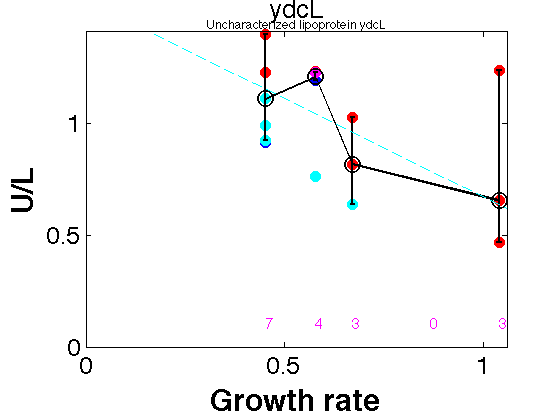 ydcL
Uncharacterized lipoprotein ydcL
U/L
1
0.5
0
7 4 3 0 3
0 0.5 1
Growth rate